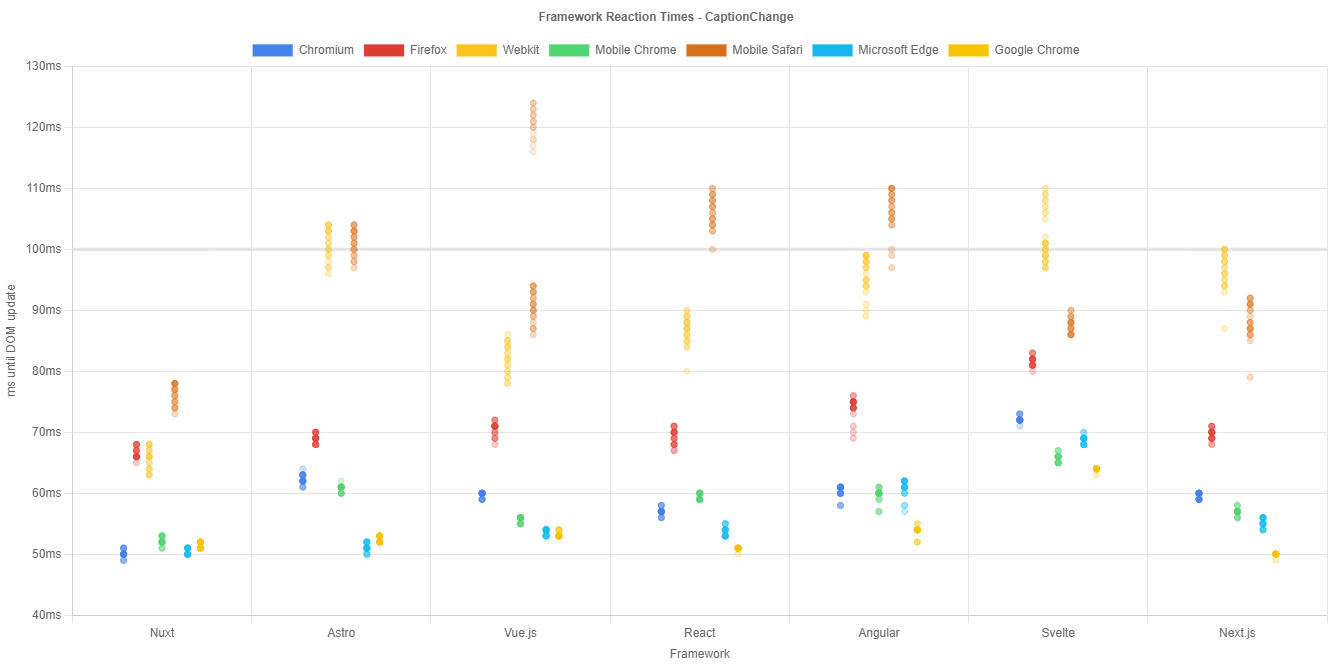 Framework Reaction Times - CaptionChange
Chromium Firefox Webkit Mobile Chrome Mobile Safari Microsoft Edge Google Chrome
130ms
120ms
110ms
100ms
90ms
80ms
70ms
60ms
50ms
40ms
ms until DOM update
Nuxt Astro Vue.js React Angular Svelte Next.js
Framework